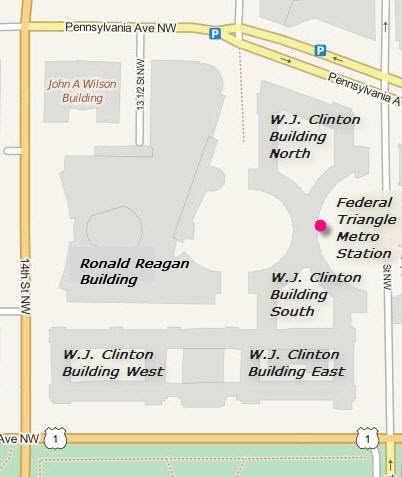 Pennsylvania Ave NW
P
P
Pennsylvania A
John A Wilson
Building
13 1/2 St NW
W.J. Clinton
Building
North
Federal
Triangle
Metro
Station
14th St NW
Ronald Reagan
Building
W.J. Clinton
Building
South
St NW
W.J. Clinton
Building West
W.J. Clinton
Building East
Ave NW
1
1